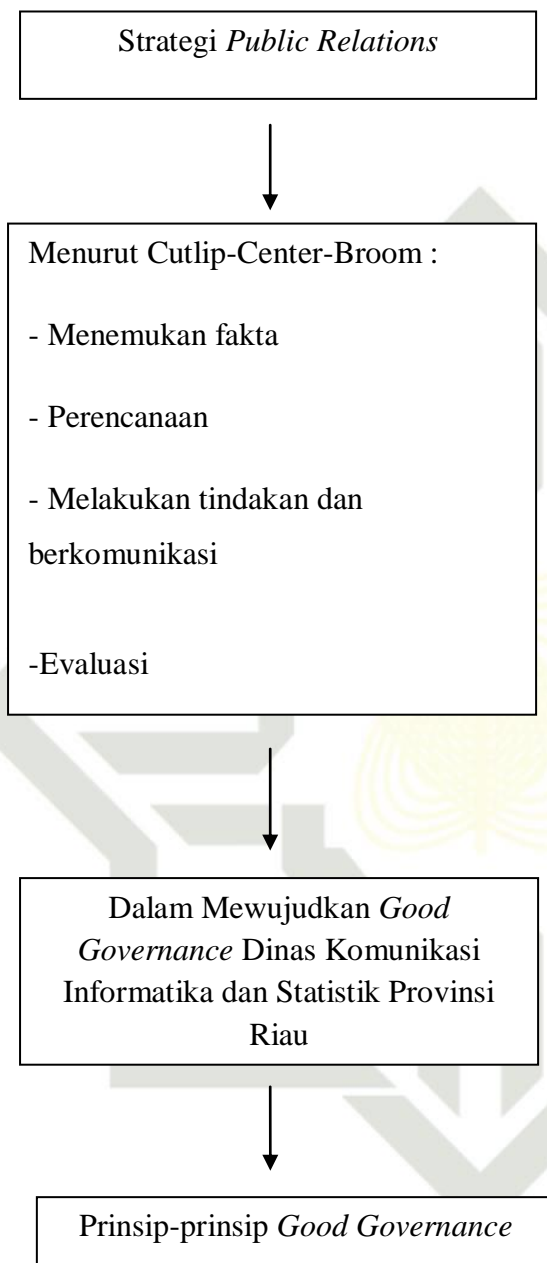 Strategi Public Relations
Menurut Cutlip-Center-Broom :
- Menemukan fakta
- Perencanaan
- Melakukan tindakan dan
berkomunikasi
-Evaluasi
Dalam Mewujudkan Good
Governance Dinas Komunikasi
Informatika dan Statistik Provinsi
Riau
Prinsip-prinsip Good Governance